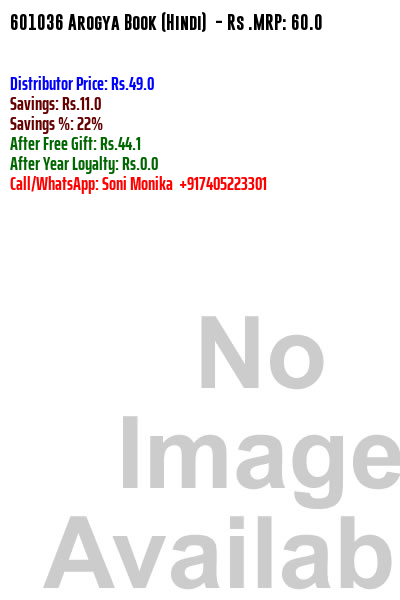 601036 Arogya Book (Hindi) - Rs .MRP: 60.0
Distributor Price: Rs.49.0
Savings: Rs.11.0
Savings %: 22%
After Free Gift: Rs.44.1
After Year Loyalty: Rs.0.0
Call/WhatsApp: Soni Monika +917405223301
No
Image
Availab